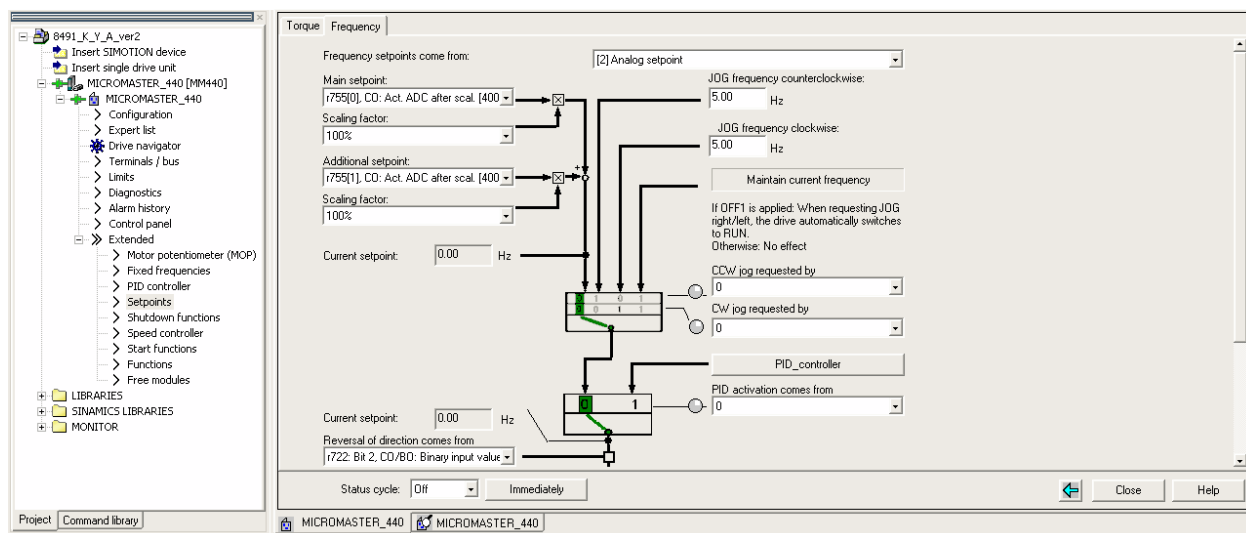 8491_K_Y_A_ver2
Insert SIMOTION device
Insert single drive unit
MICROMASTER_440 [MM440]
MICROMASTER_440
Configuration
Expert list
Drive navigator
Terminals / bus
Limits
Diagnostics
Alarm history
Control panel
Extended
Motor potentiometer (MOP)
Fixed frequencies
PID controller
Setpoints
Shutdown functions
Speed controller
Start functions
Functions
Free modules
LIBRARIES
SINAMICS LIBRARIES
MONITOR
Project
Command library
Torque
Frequency
Frequency setpoints come from:
[2] Analog setpoint
Main setpoint:
r755[0], CO: Act. ADC after scal. [400
Scaling factor:
100%
Additional setpoint:
r755[1], CO: Act. ADC after scal. [400
Scaling factor:
100%
Current setpoint:
0.00
Hz
JOG frequency counterclockwise:
5.00
Hz
JOG frequency clockwise:
5.00
Hz
Maintain current frequency
If OFF1 is applied: When requesting JOG
right/left, the drive automatically switches
to RUN.
Otherwise: No effect
CCW jog requested by
0
CW jog requested by
0
+
0 1 0 1
0 0 1 1
PID_controller
PID activation comes from
0
0 1
Current setpoint:
0.00
Hz
Reversal of direction comes from
r722: Bit 2, CO/BO: Binary input value
Status cycle:
Off
Immediately
Close
Help
MICROMASTER_440
MICROMASTER_440